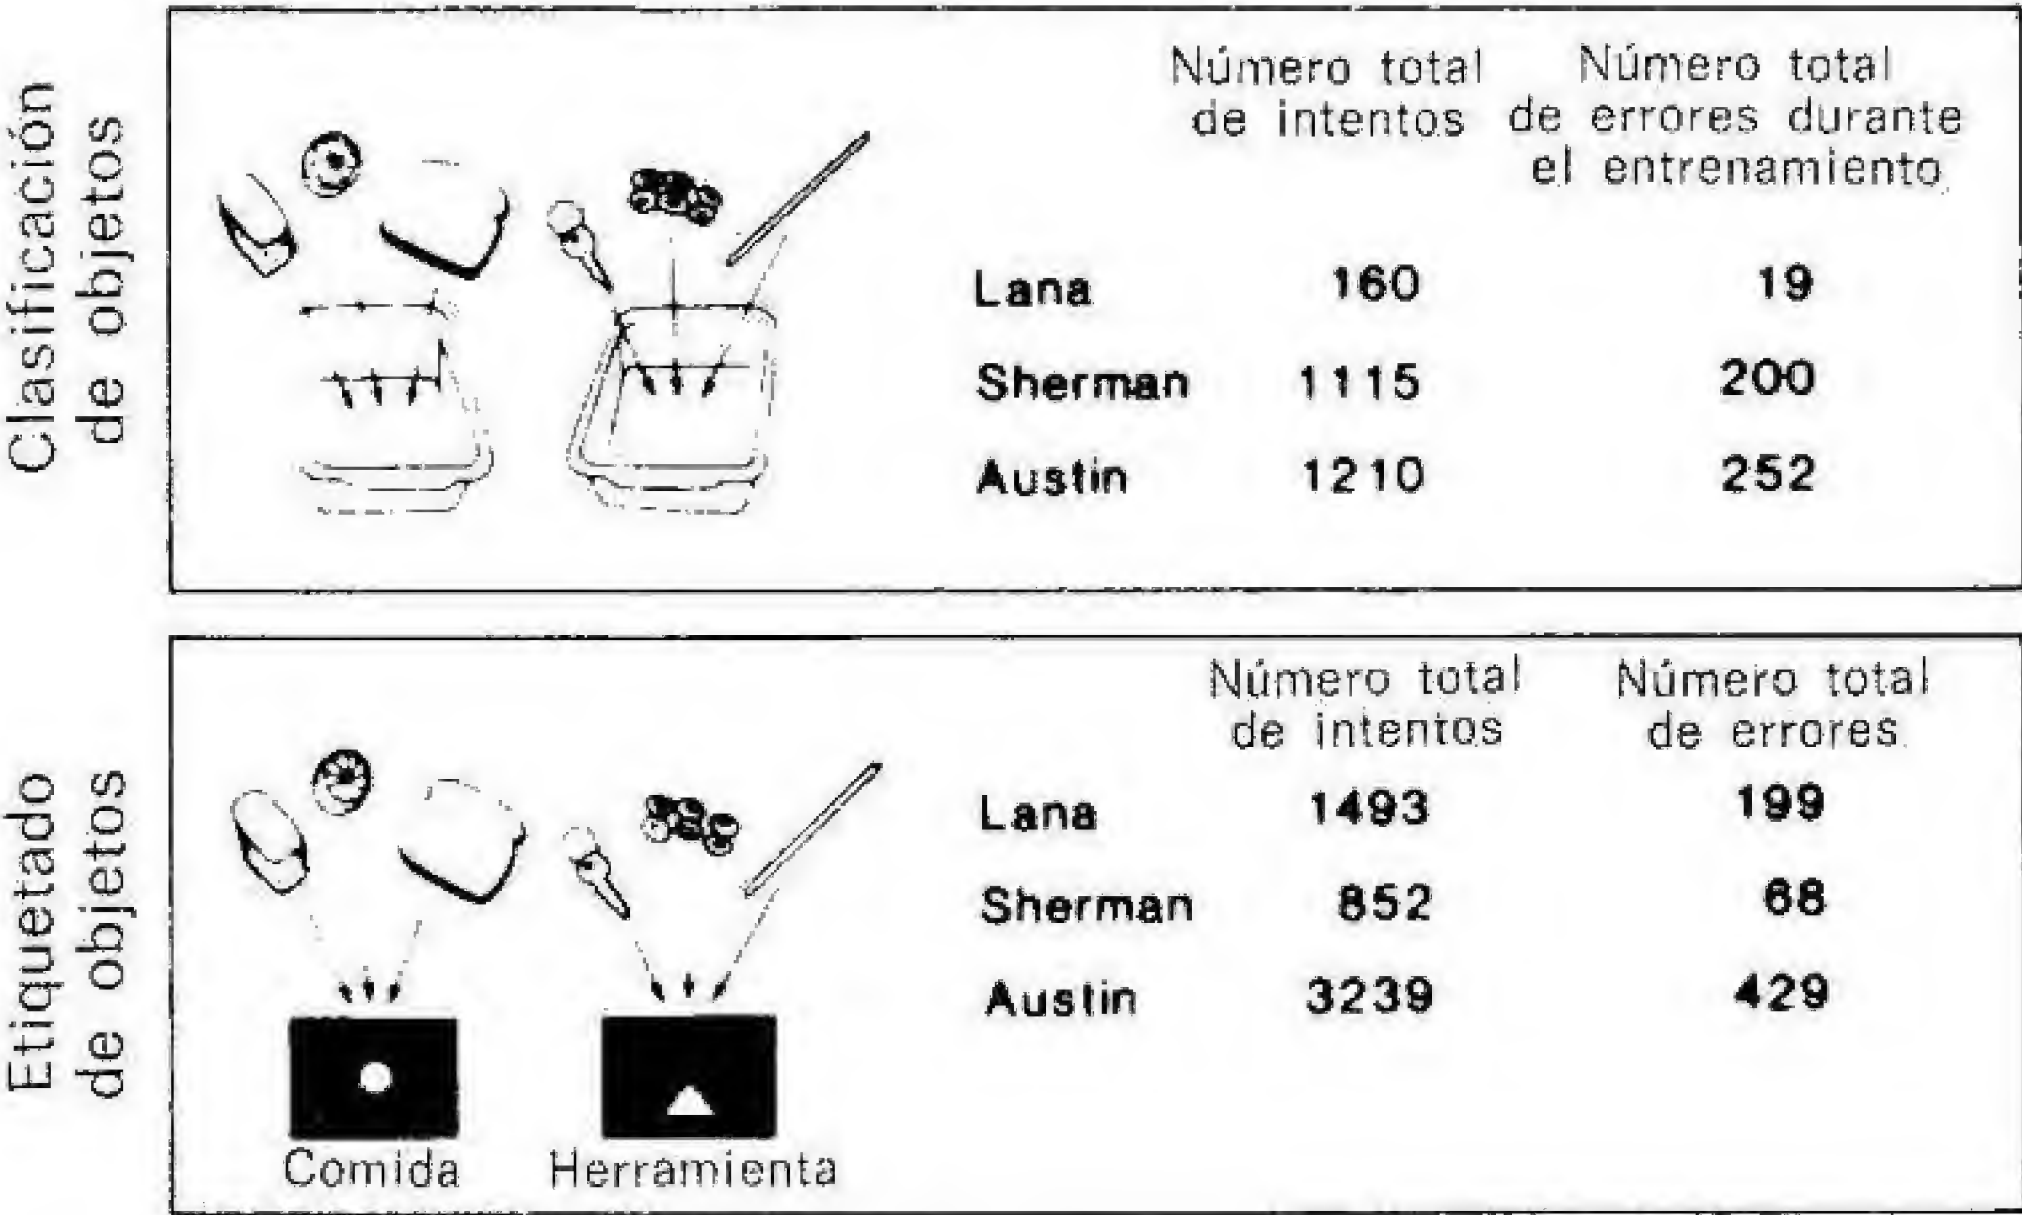 Clasificación
de objetos
Número total Número total
de intentos de errores durante
el entrenamiento
Lana 160 19
Sherman 1115 200
Austin 1210 252
Etiquetado
de objetos
Número total Número total
de intentos de errores
Lana 1493 199
Sherman 852 68
Austin 3239 429
Comida Herramienta